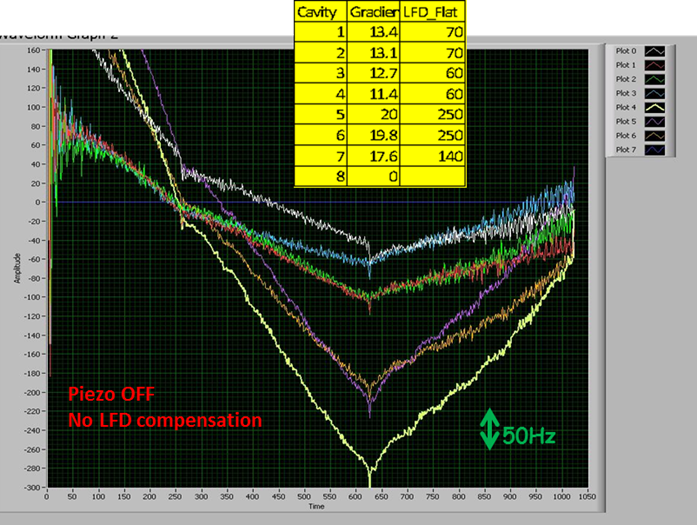 Cavity Gradier LFD_Flat
1 13.4 70
2 13.1 70
3 12.7 60
4 11.4 60
5 20 250
6 19.8 250
7 17.6 140
8 0
Waveform Graph 2
160
140
120
100
80
60
40
20
0
-20
-40
-60
-80
-100
-120
-140
-160
-180
-200
-220
-240
-260
-280
-300
Amplitude
Plot 0
Plot 1
Plot 2
Plot 3
Plot 4
Plot 5
Plot 6
Plot 7
Piezo OFF
No LFD compensation
50Hz
0 50 100 150 200 250 300 350 400 450 500 550 600 650 700 750 800 850 900 950 1000 1050
Time